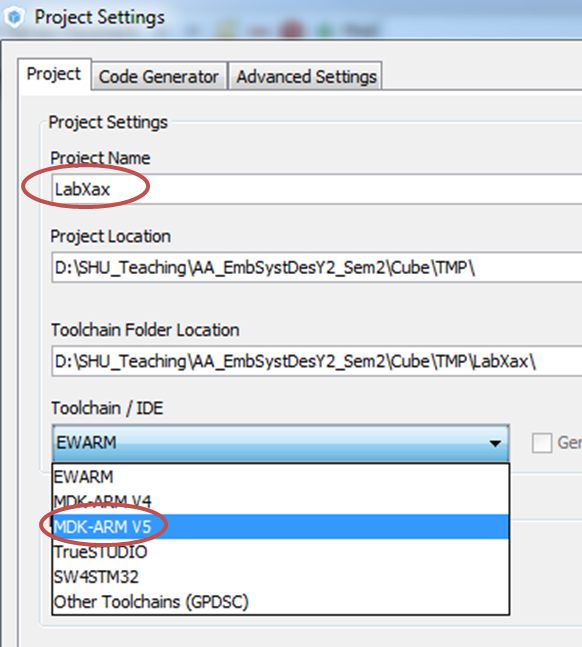 Project Settings
Project Code Generator Advanced Settings
Project Settings
Project Name
LabXax
Project Location
D:\SHU_Teaching\AA_EmbSystDesY2_Sem2\Cube\TMP\
Toolchain Folder Location
D:\SHU_Teaching\AA_EmbSystDesY2_Sem2\Cube\TMP\LabXax\
Toolchain / IDE
EWARM
EWARM
MDK-ARM V4
MDK-ARM V5
TrueSTUDIO
SW4STM32
Other Toolchains (GPDSC)